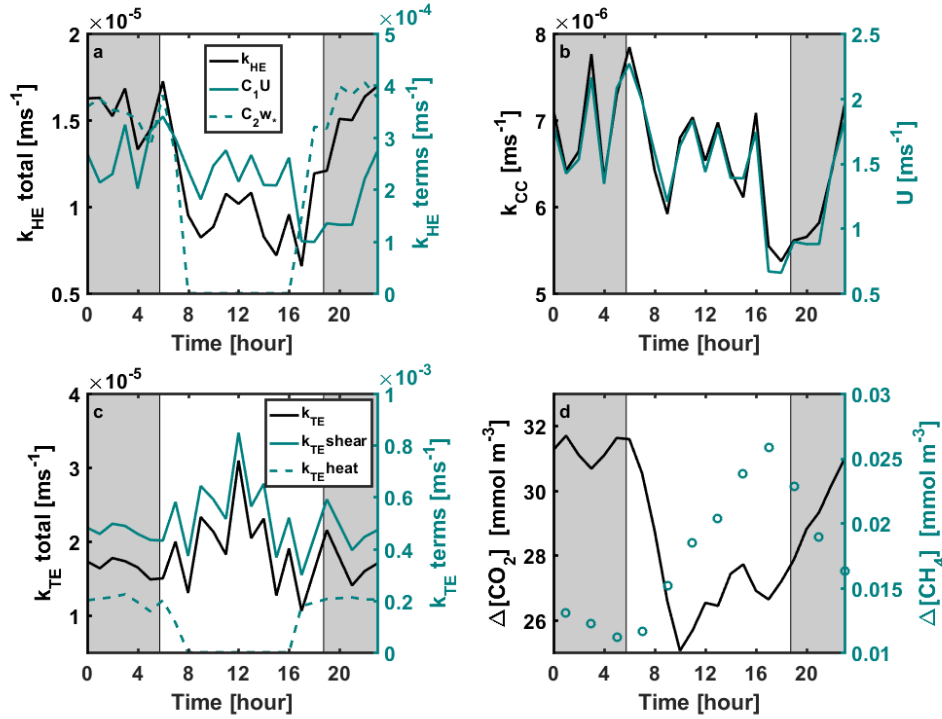 ×10⁻⁵
a
k_HE
C₁U
C₂w*
2
1.5
1
0.5
k_HE total [ms⁻¹]
×10⁻⁴
5
4
3
2
1
0
k_HE terms [ms⁻¹]
0 4 8 12 16 20
Time [hour]
×10⁻⁶
b
8
7
6
5
k_CC [ms⁻¹]
2.5
2
1.5
1
0.5
U [ms⁻¹]
0 4 8 12 16 20
Time [hour]
×10⁻⁵
c
k_TE
k_TE shear
k_TE heat
4
3
2
1
k_TE total [ms⁻¹]
×10⁻³
1
0.8
0.6
0.4
0.2
0
k_TE terms [ms⁻¹]
0 4 8 12 16 20
Time [hour]
d
32
30
28
26
Δ[CO₂] [mmol m⁻³]
0.03
0.025
0.02
0.015
0.01
Δ[CH₄] [mmol m⁻³]
0 4 8 12 16 20
Time [hour]